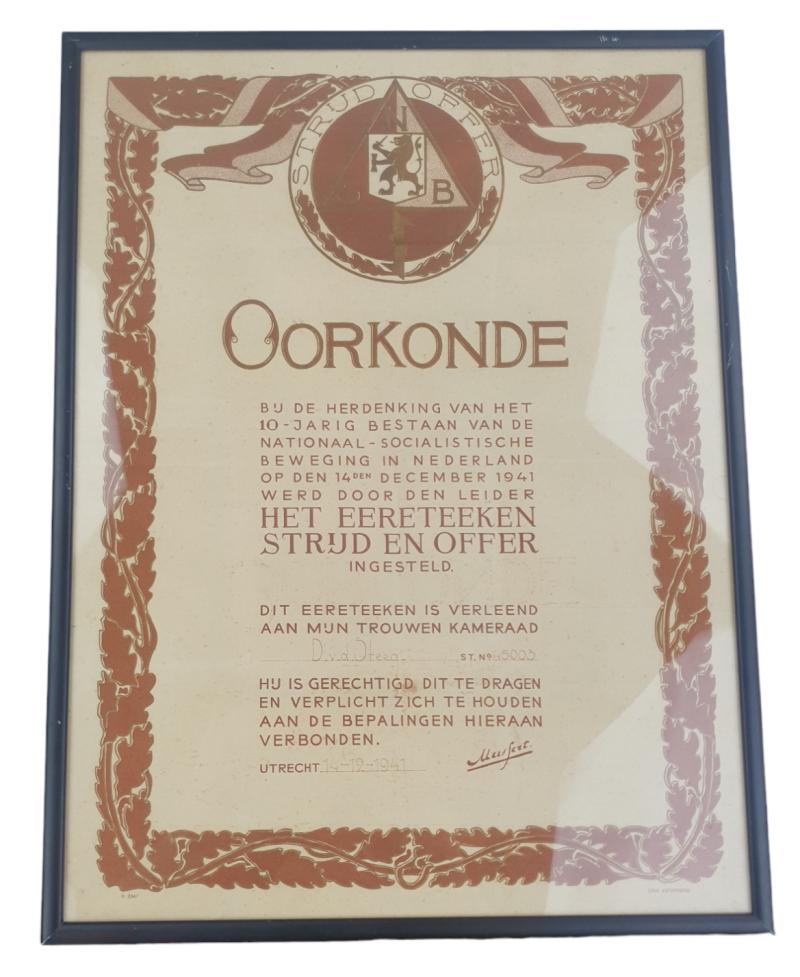 STRIJD OFFER
N
S B
OORKONDE
BIJ DE HERDENKING VAN HET
10-JARIG BESTAAN VAN DE
NATIONAAL-SOCIALISTISCHE
BEWEGING IN NEDERLAND
OP DEN 14DEN DECEMBER 1941
WERD DOOR DEN LEIDER
HET EERETEEKEN
STRIJD EN OFFER
INGESTELD.
DIT EERETEEKEN IS VERLEEND
AAN MIJN TROUWEN KAMERAAD
D.v.d.Steeg. ST. No
HIJ IS GERECHTIGD DIT TE DRAGEN
EN VERPLICHT ZICH TE HOUDEN
AAN DE BEPALINGEN HIERAAN
VERBONDEN.
UTRECHT 14-12-1941 Mussert.